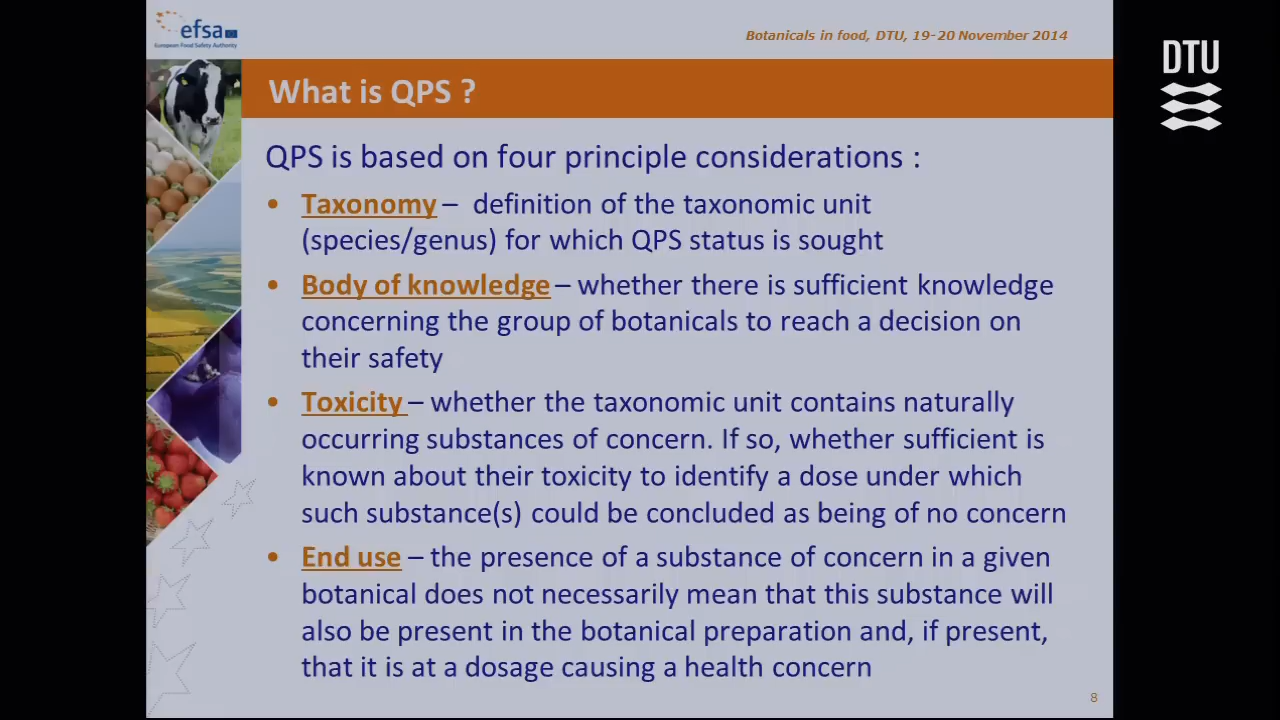 efsa
European Food Safety Authority
Botanicals in food, DTU, 19-20 November 2014
DTU
What is QPS ?
QPS is based on four principle considerations :
• Taxonomy – definition of the taxonomic unit
(species/genus) for which QPS status is sought
• Body of knowledge – whether there is sufficient knowledge
concerning the group of botanicals to reach a decision on
their safety
• Toxicity – whether the taxonomic unit contains naturally
occurring substances of concern. If so, whether sufficient is
known about their toxicity to identify a dose under which
such substance(s) could be concluded as being of no concern
• End use – the presence of a substance of concern in a given
botanical does not necessarily mean that this substance will
also be present in the botanical preparation and, if present,
that it is at a dosage causing a health concern
8